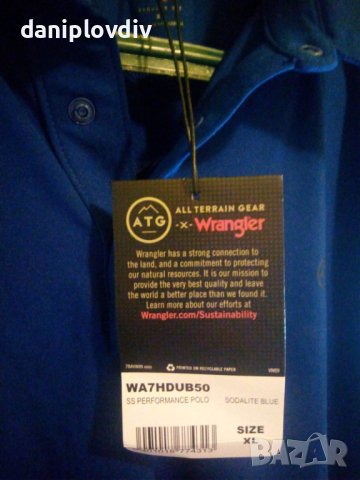 daniplovdiv
ATG
ALL TERRAIN GEAR
-x- Wrangler
Wrangler has a strong connection to
the land, and a commitment to protecting
our natural resources. It is our mission to
provide the very best quality and leave
the world a better place than we found it.
Learn more about our efforts at
Wrangler.com/Sustainability
PRINTED ON RECYCLABLE PAPER
WA7HDUB50
SS PERFORMANCE POLO SODALITE BLUE
SIZE
XL
BAZAR